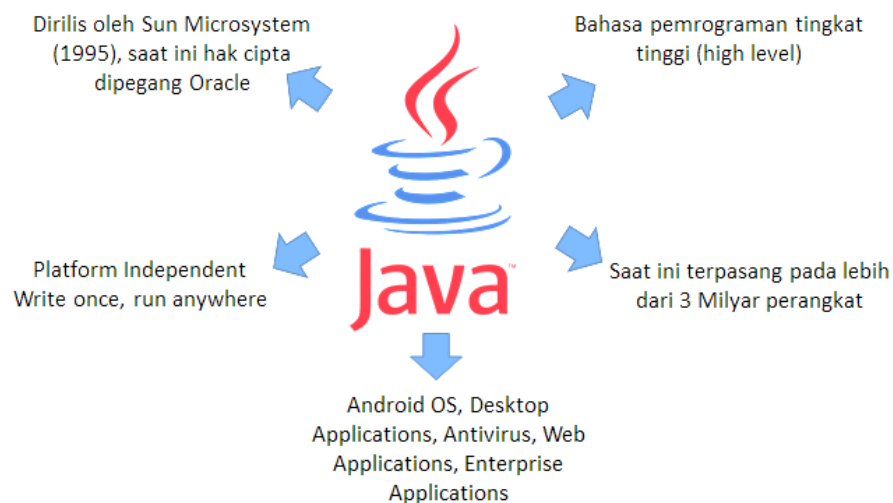 Dirilis oleh Sun Microsystem
(1995), saat ini hak cipta
dipegang Oracle
Bahasa pemrograman tingkat
tinggi (high level)
Platform Independent
Write once, run anywhere
Java™
Saat ini terpasang pada lebih
dari 3 Milyar perangkat
Android OS, Desktop
Applications, Antivirus, Web
Applications, Enterprise
Applications